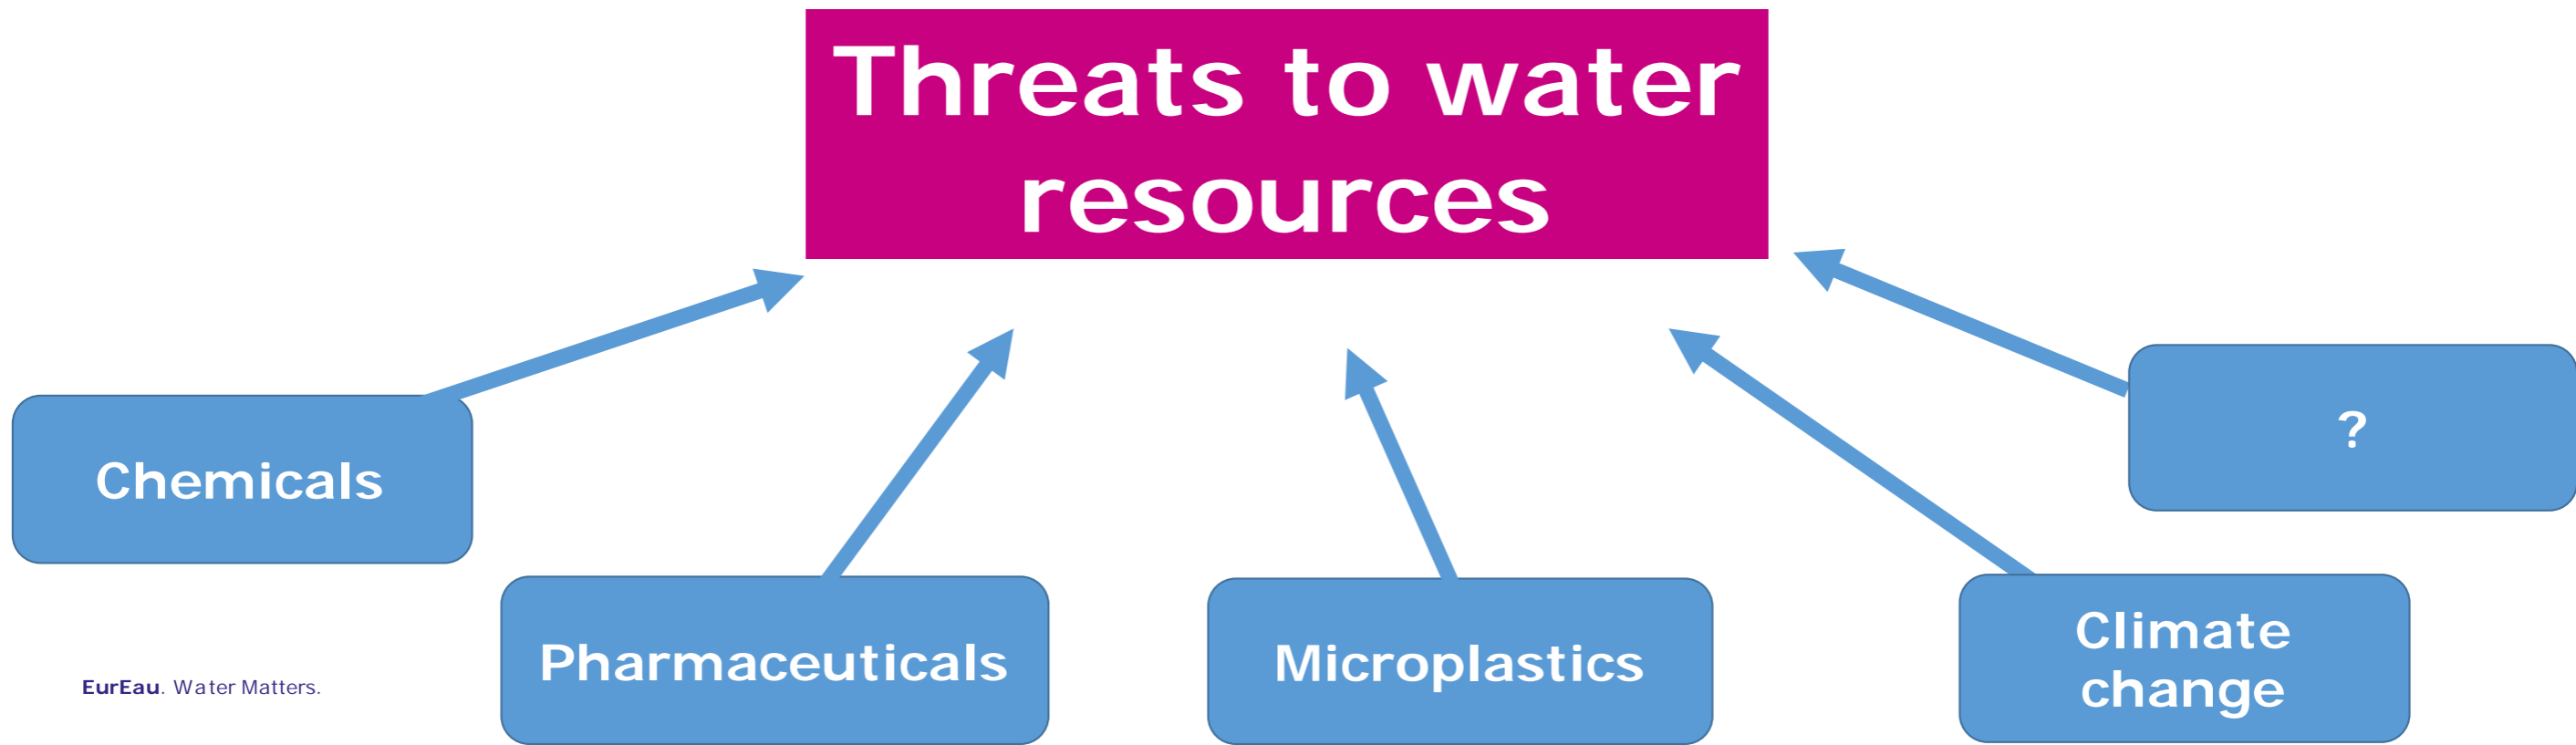 Threats to water
resources
Chemicals
Pharmaceuticals
Microplastics
Climate
change
?
EurEau. Water Matters.